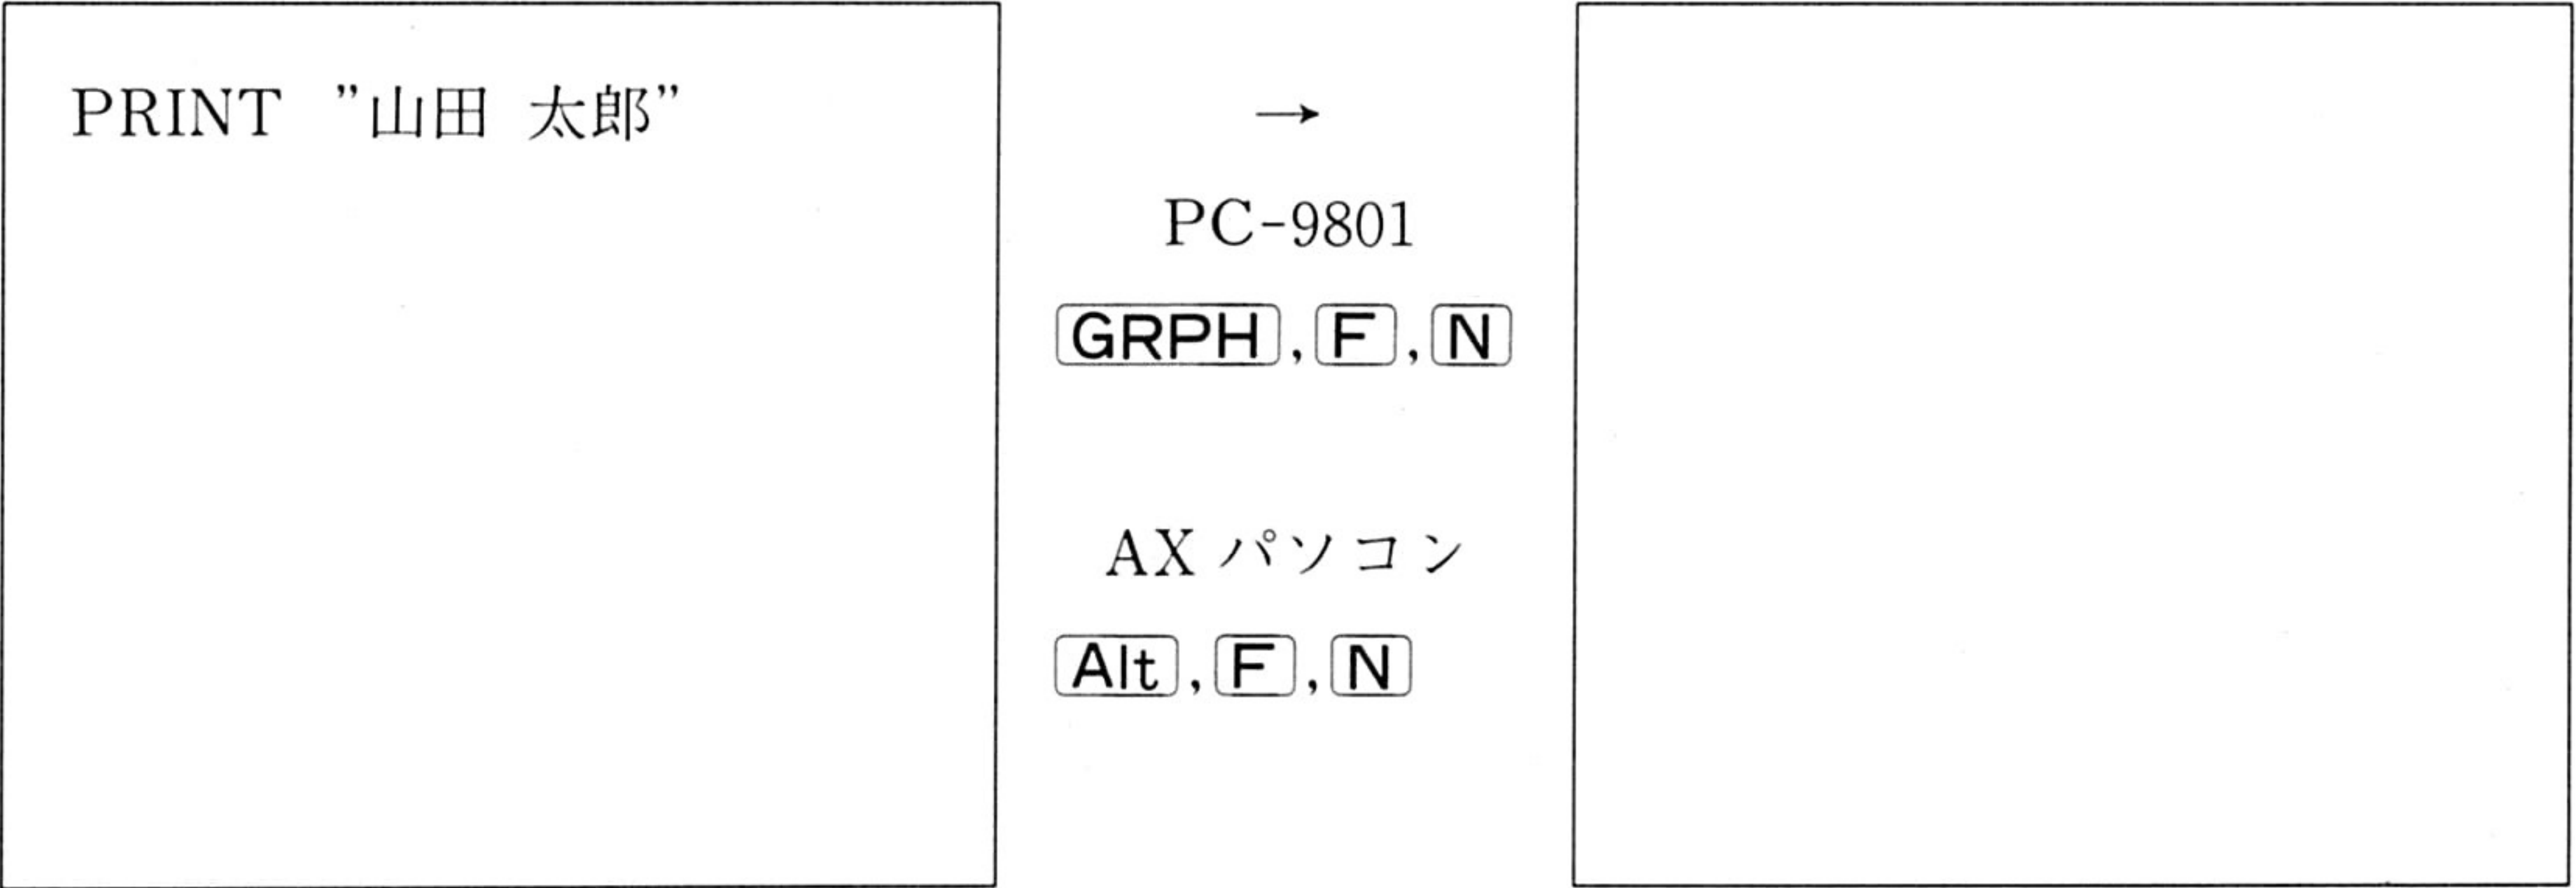 PRINT ”山田 太郎”
→
PC-9801
GRPH, F, N
AX パソコン
Alt, F, N